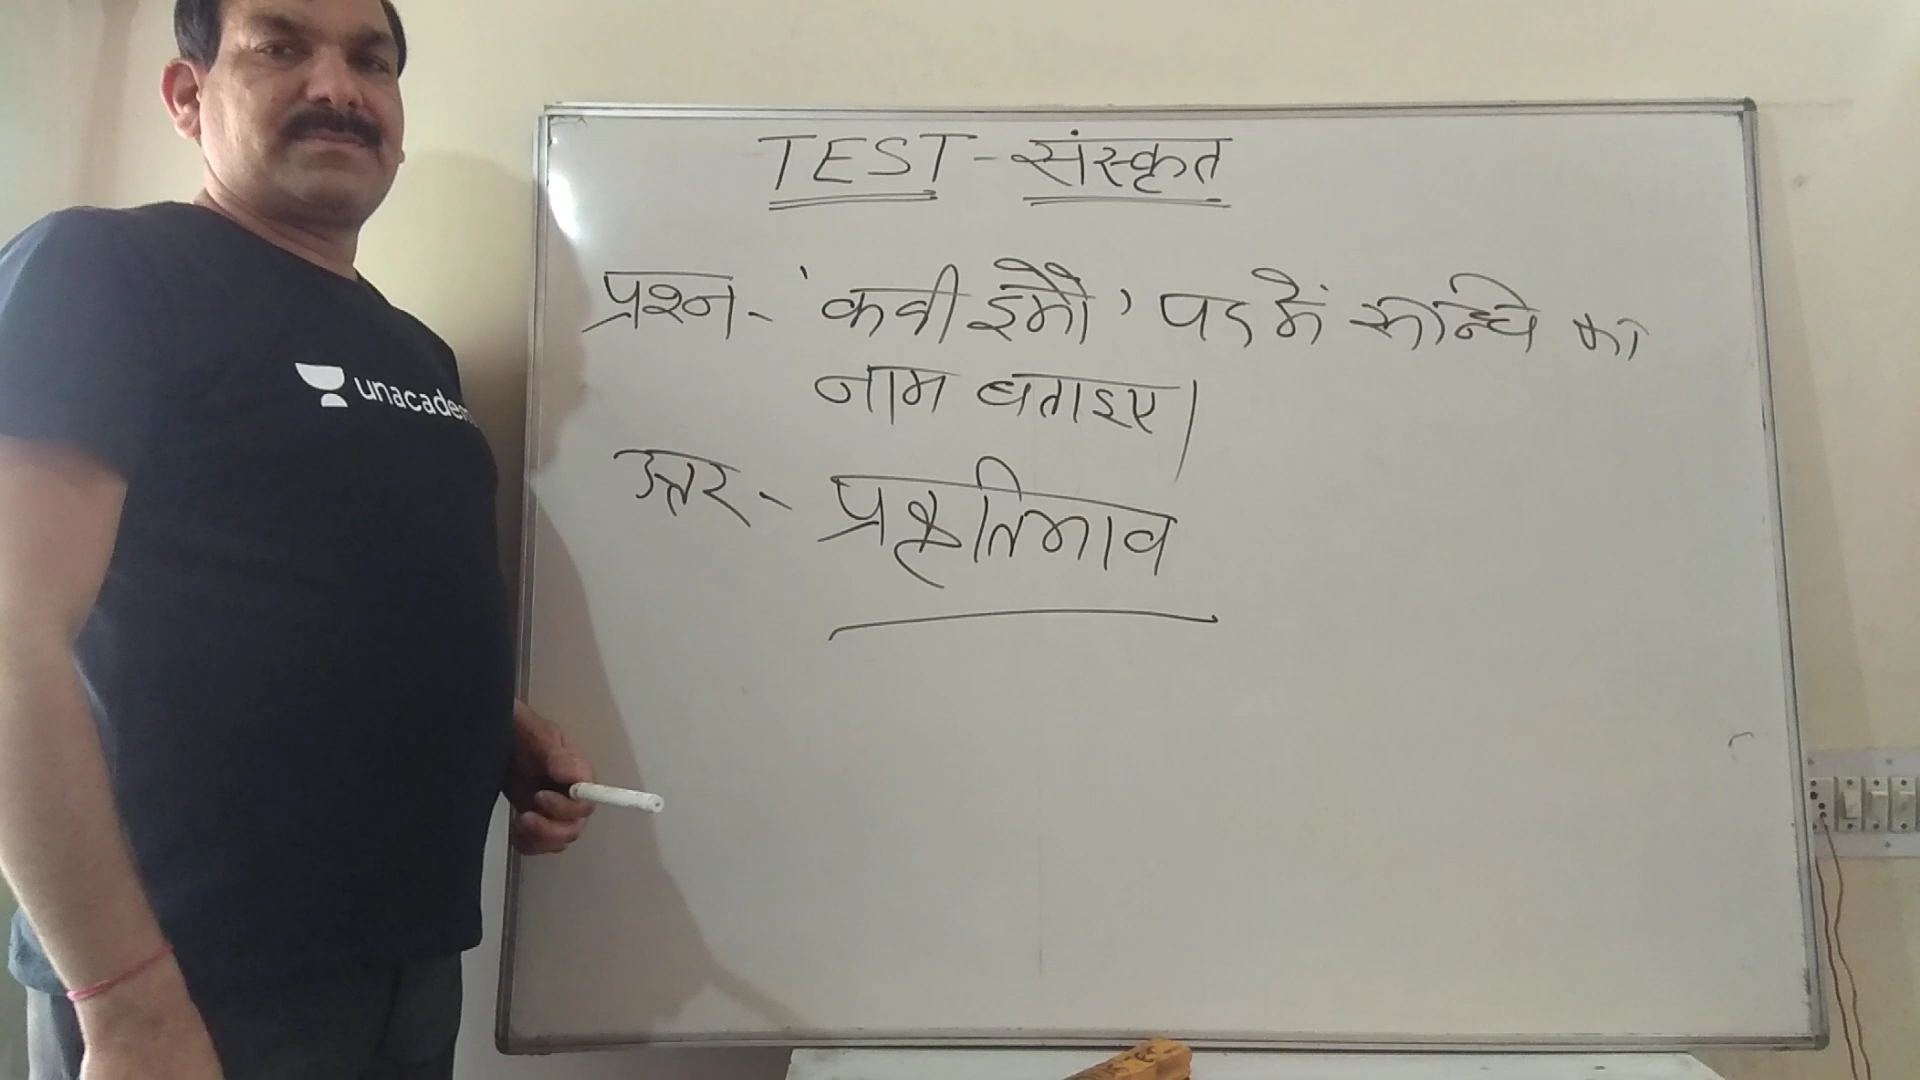 TEST - संस्कृत
प्रश्न - 'कवी इमौ' पद में सन्धि का
नाम बताइए।
उत्तर - प्रकृतिभाव
unacadem